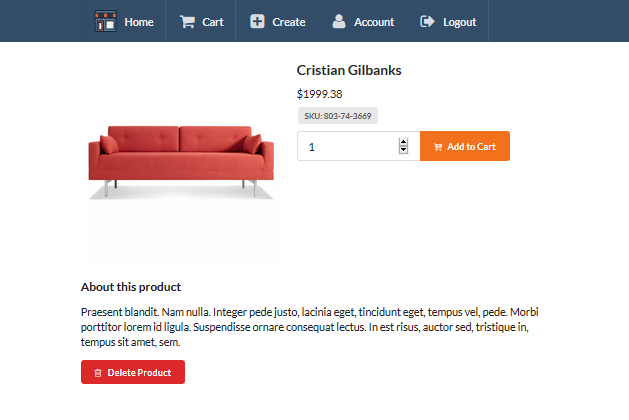 Home Cart Create Account Logout
Cristian Gilbanks
$1999.38
SKU: 803-74-3669
1 Add to Cart
About this product
Praesent blandit. Nam nulla. Integer pede justo, lacinia eget, tincidunt eget, tempus vel, pede. Morbi
porttitor lorem id ligula. Suspendisse ornare consequat lectus. In est risus, auctor sed, tristique in,
tempus sit amet, sem.
Delete Product